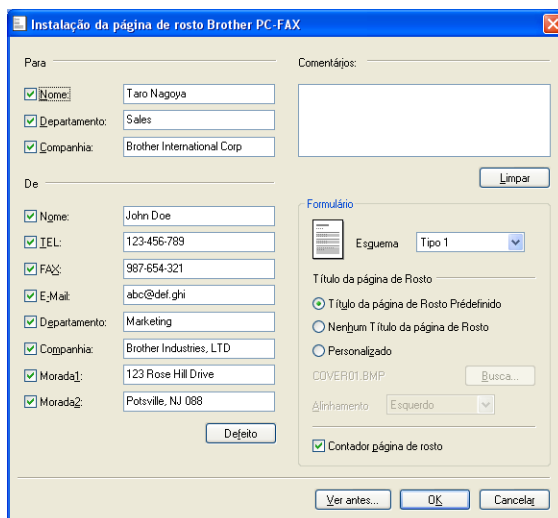 Instalação da página de rosto Brother PC-FAX
Para
Nome: Taro Nagoya
Departamento: Sales
Companhia: Brother International Corp
De
Nome: John Doe
TEL: 123-456-789
FAX: 987-654-321
E-Mail: abc@def.ghi
Departamento: Marketing
Companhia: Brother Industries, LTD
Morada1: 123 Rose Hill Drive
Morada2: Potsville, NJ 088
Defeito
Comentárjos:
Limpar
Formulário
Esquema Tipo 1
Título da página de Rosto
Título da página de Rosto Prédefinido
Nenhum Título da página de Rosto
Personalizado
COVER01.BMP Busca...
Alinhamento Esquerdo
Contador página de rosto
Ver antes... OK Cancelar